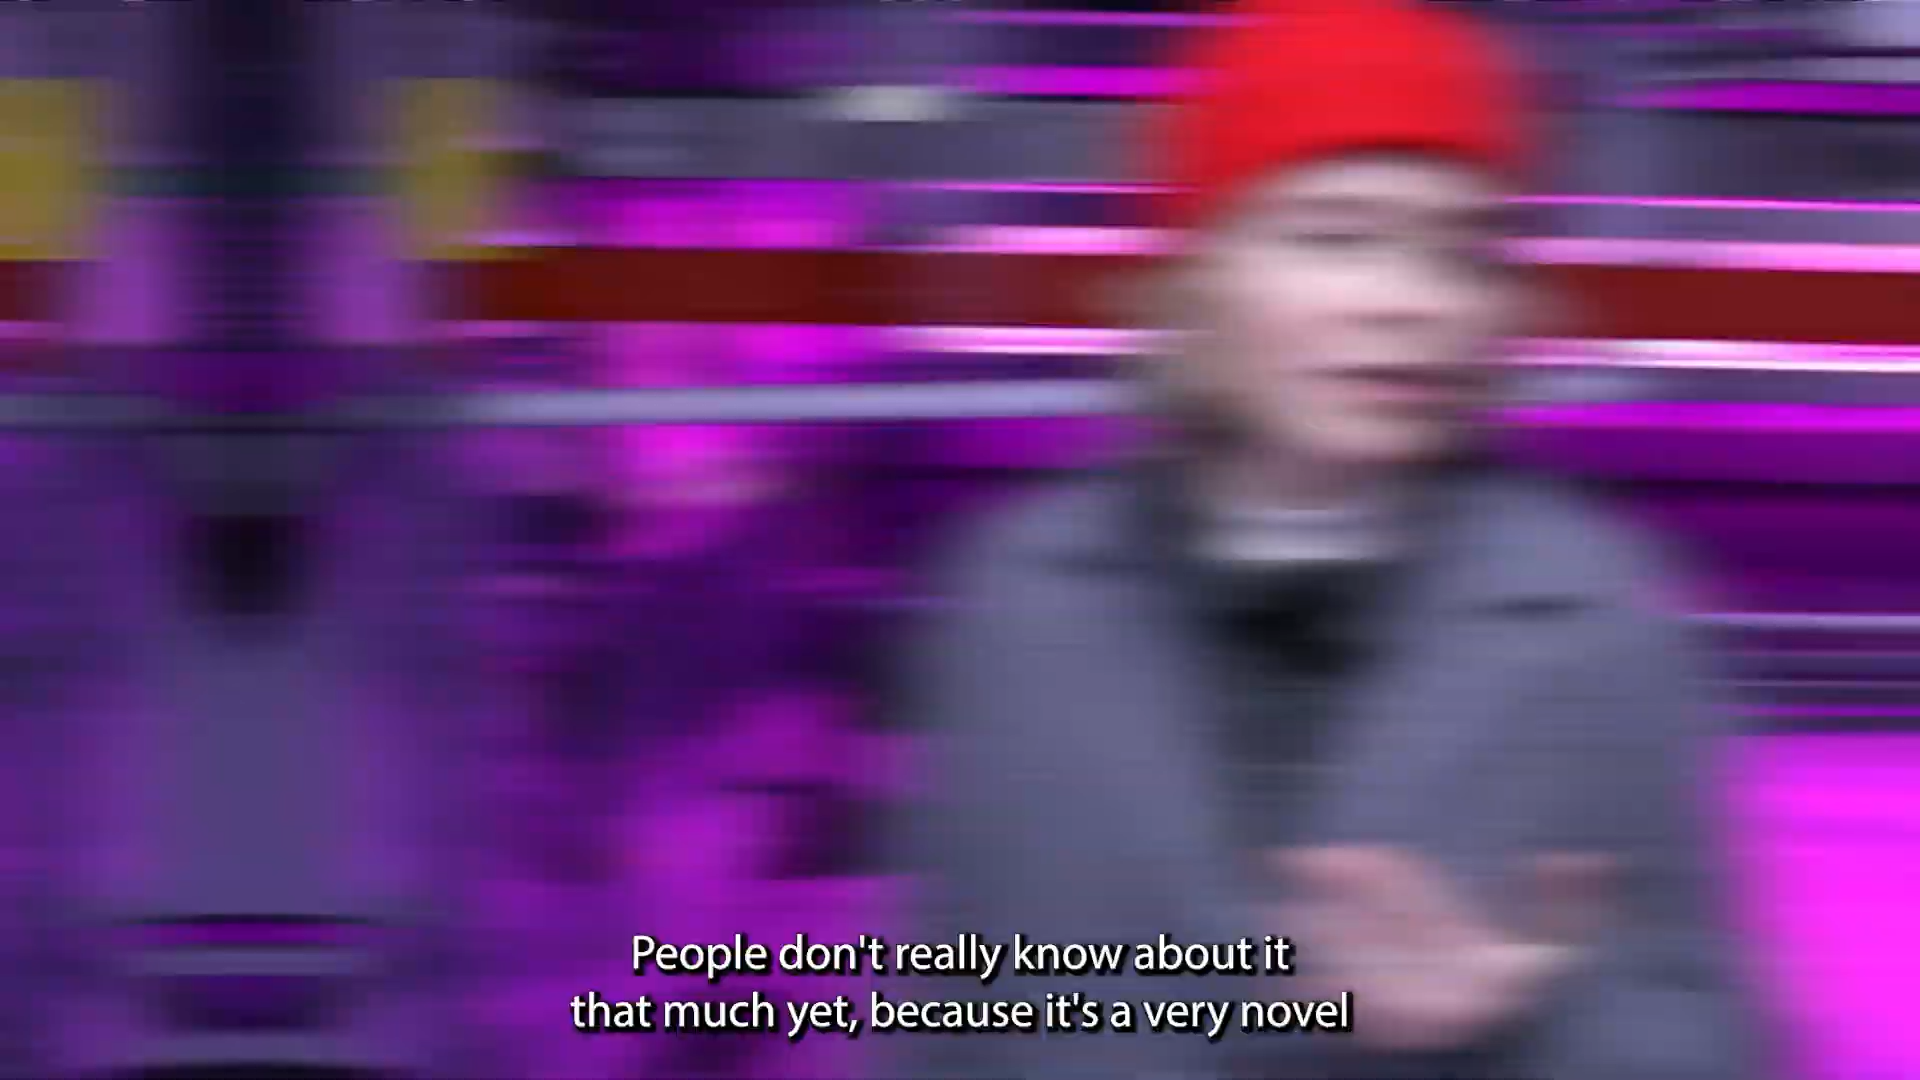 People don't really know about it
that much yet, because it's a very novel